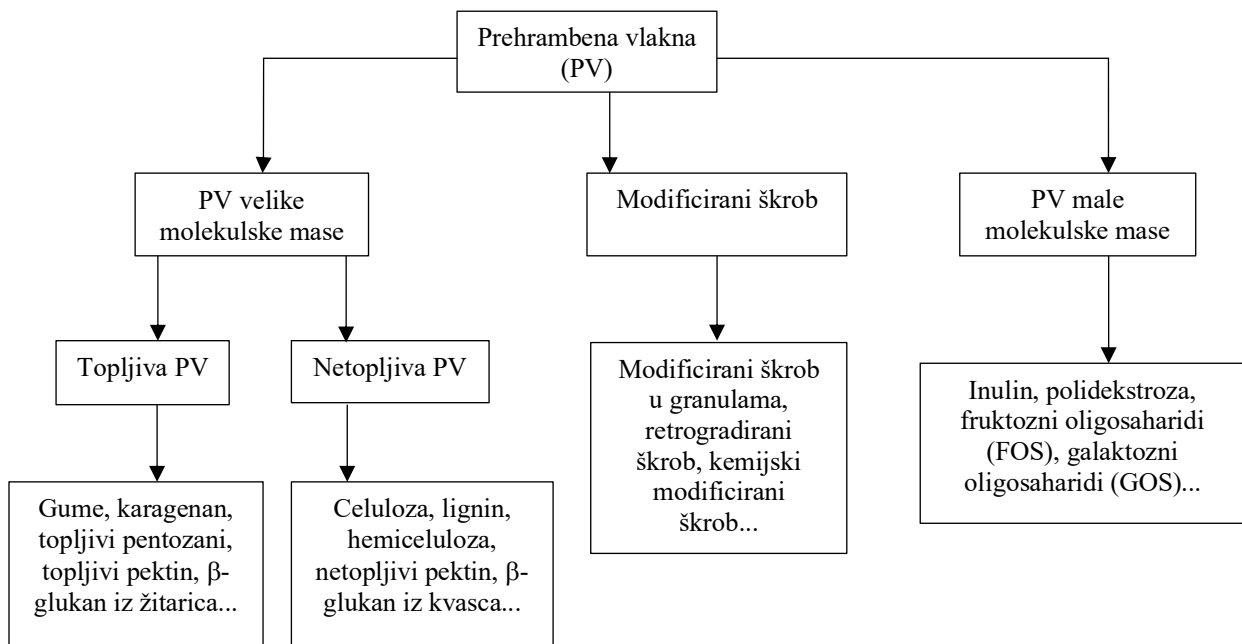 Prehrambena vlakna
(PV)
PV velike
molekulske mase
Modificirani škrob
PV male
molekulske mase
Topljiva PV
Netopljiva PV
Modificirani škrob
u granulama,
retrogradirani
škrob, kemijski
modificirani
škrob...
Inulin, polidekstroza,
fruktozni oligosaharidi
(FOS), galaktozni
oligosaharidi (GOS)...
Gume, karagenan,
topljivi pentozani,
topljivi pektin, β-
glukan iz žitarica...
Celuloza, lignin,
hemiceluloza,
netopljivi pektin, β-
glukan iz kvasca...